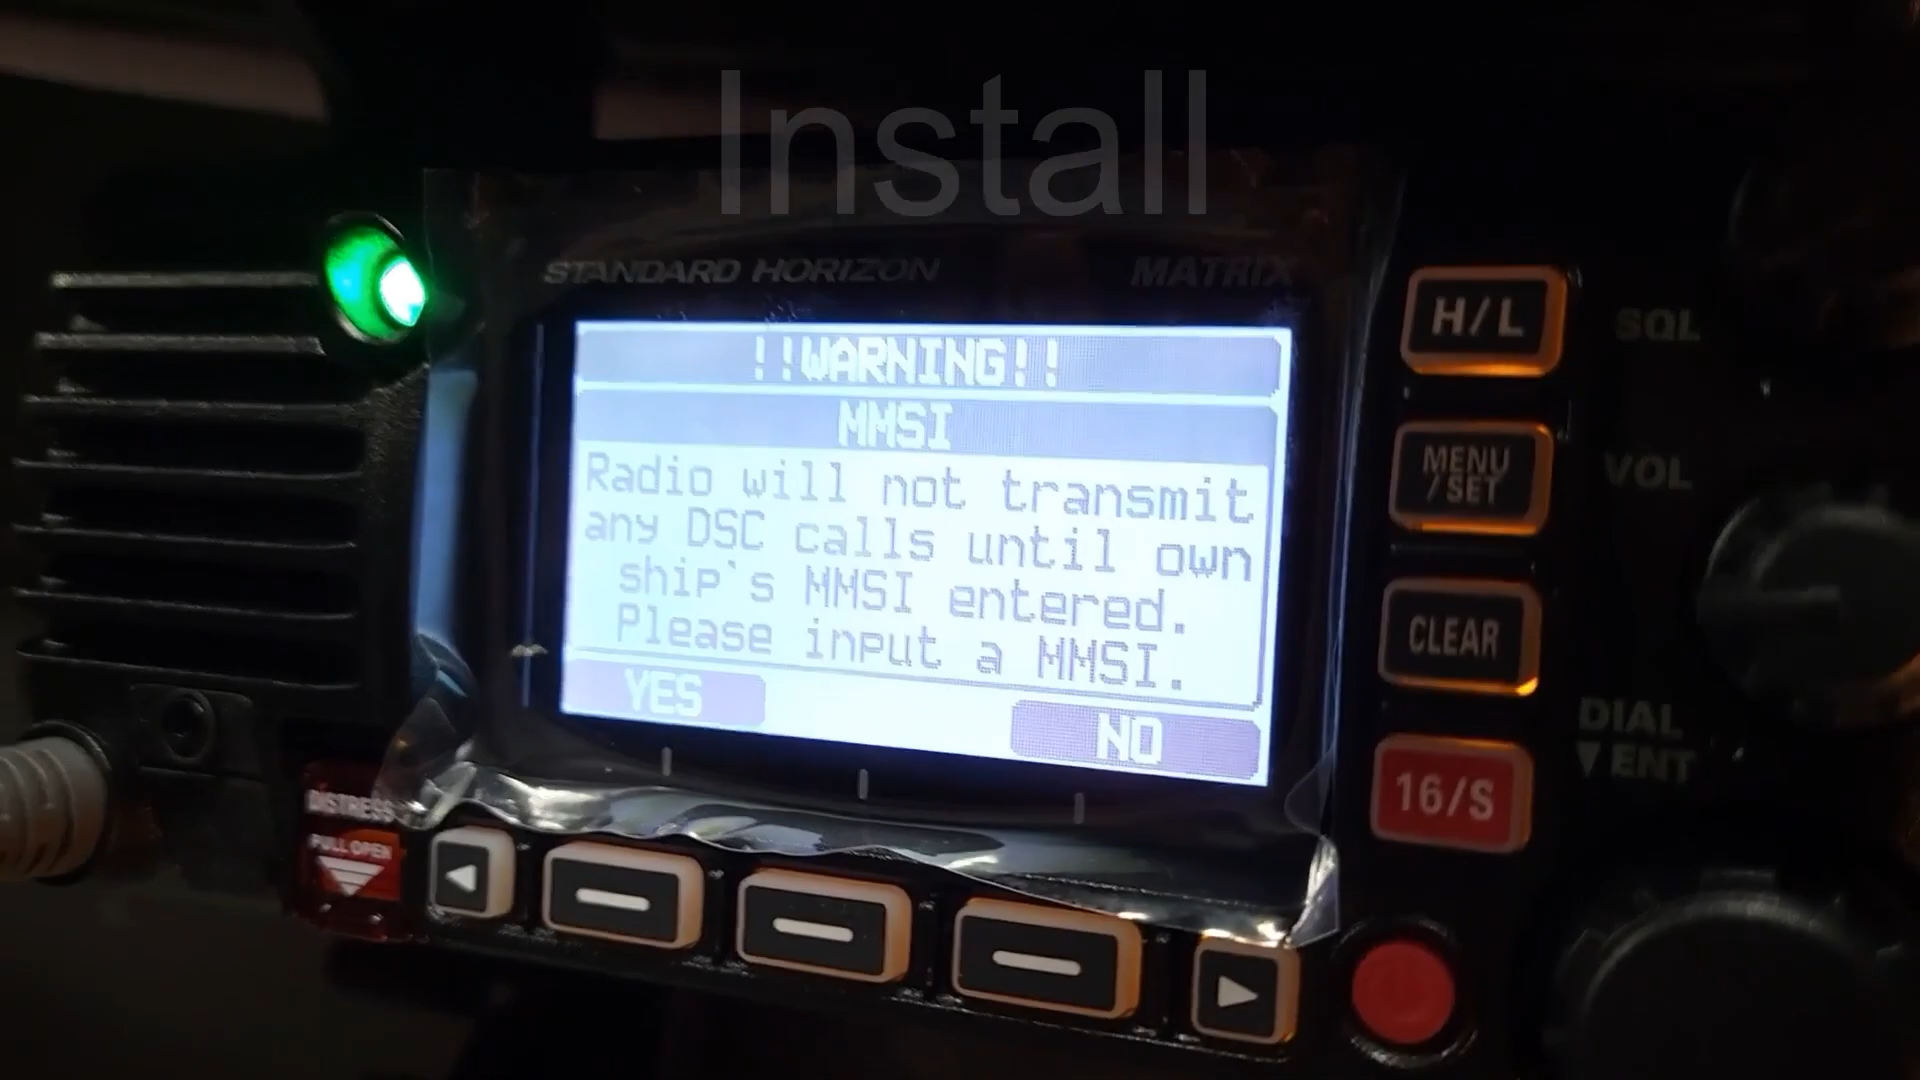 Install
STANDARD HORIZON MATRIX
!!WARNING!!
MMSI
Radio will not transmit
any DSC calls until own
ship's MMSI entered.
Please input a MMSI.
YES NO
H/L
SQL
MENU
/SET
VOL
CLEAR
DIAL
▼ENT
16/S
DISTRESS
PULL OPEN